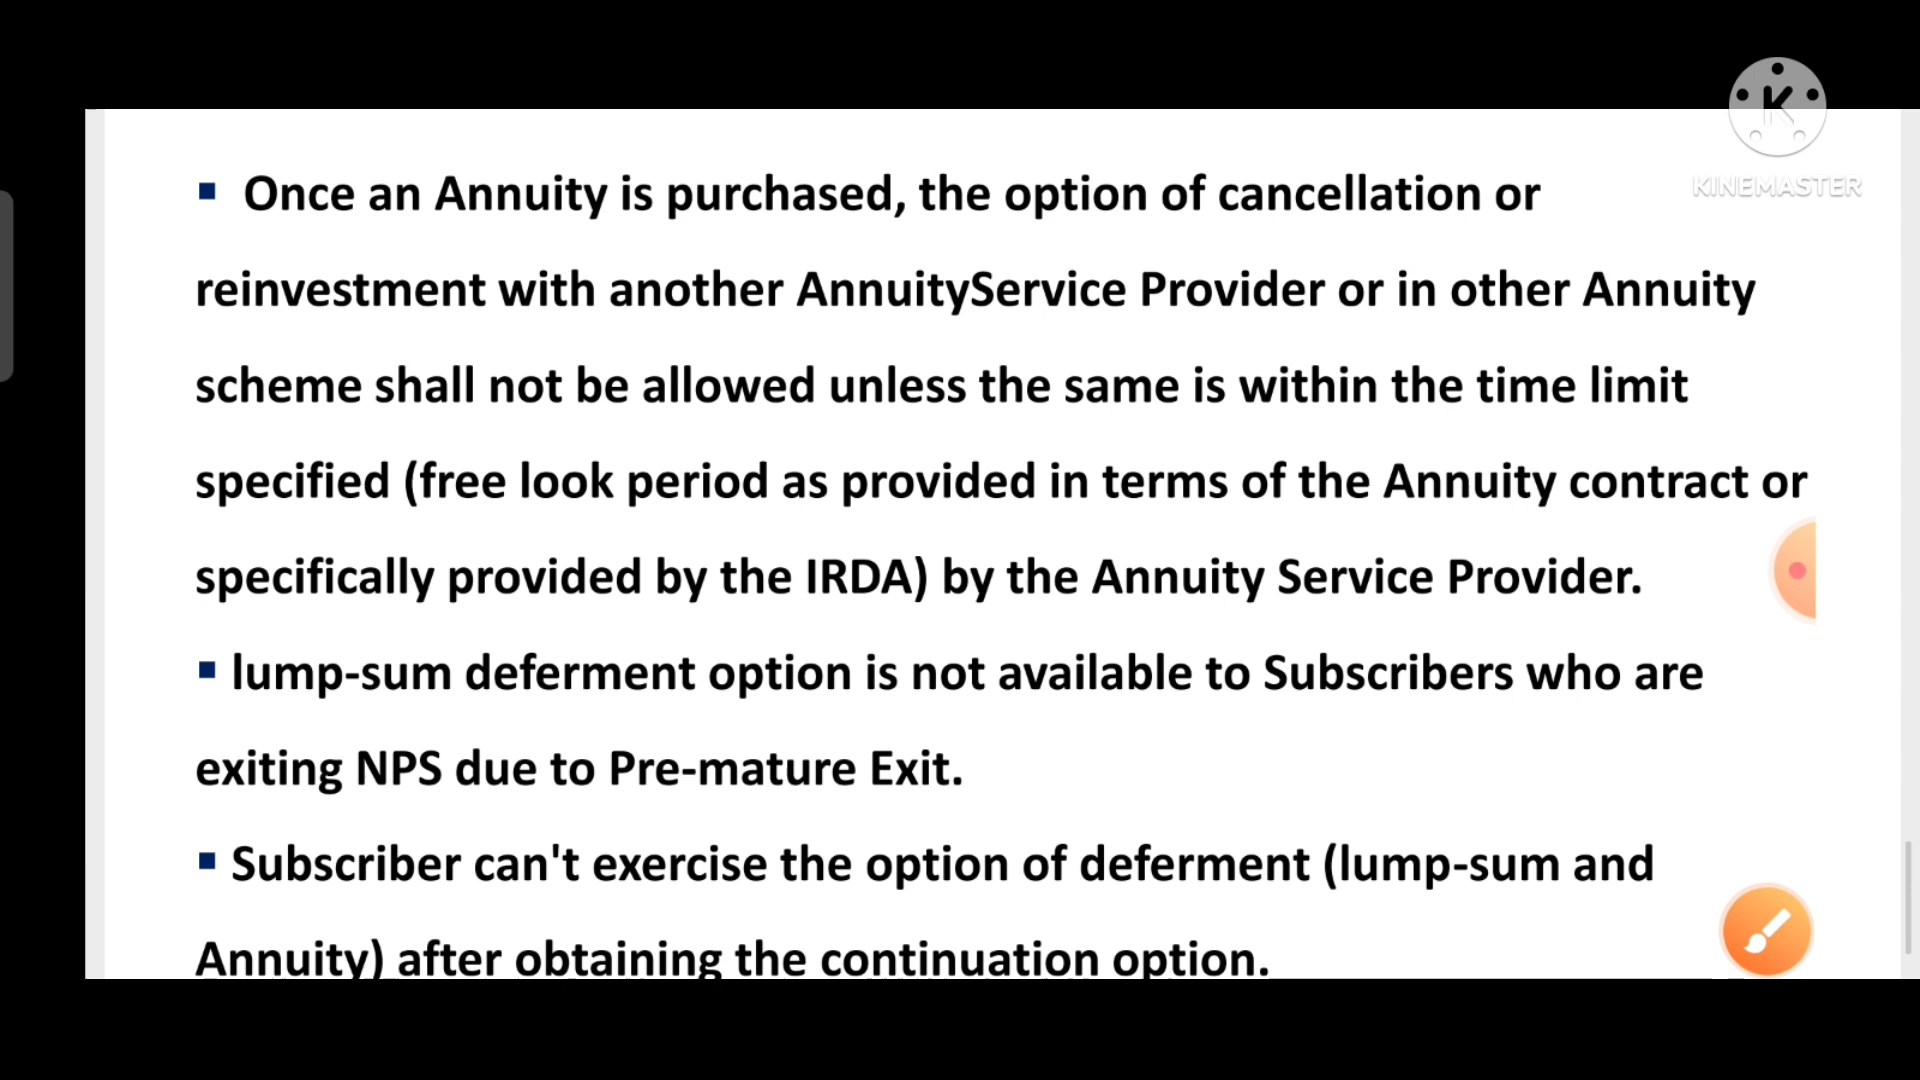 K
KINEMASTER
▪ Once an Annuity is purchased, the option of cancellation or
reinvestment with another AnnuityService Provider or in other Annuity
scheme shall not be allowed unless the same is within the time limit
specified (free look period as provided in terms of the Annuity contract or
specifically provided by the IRDA) by the Annuity Service Provider.
▪ lump-sum deferment option is not available to Subscribers who are
exiting NPS due to Pre-mature Exit.
▪ Subscriber can't exercise the option of deferment (lump-sum and
Annuity) after obtaining the continuation option.